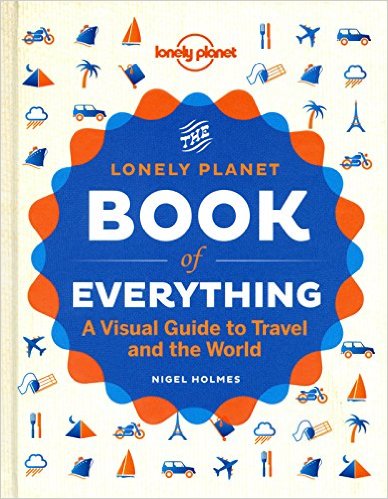 lonely planet
THE
LONELY PLANET
BOOK
of
EVERYTHING
A Visual Guide to Travel
and the World
NIGEL HOLMES